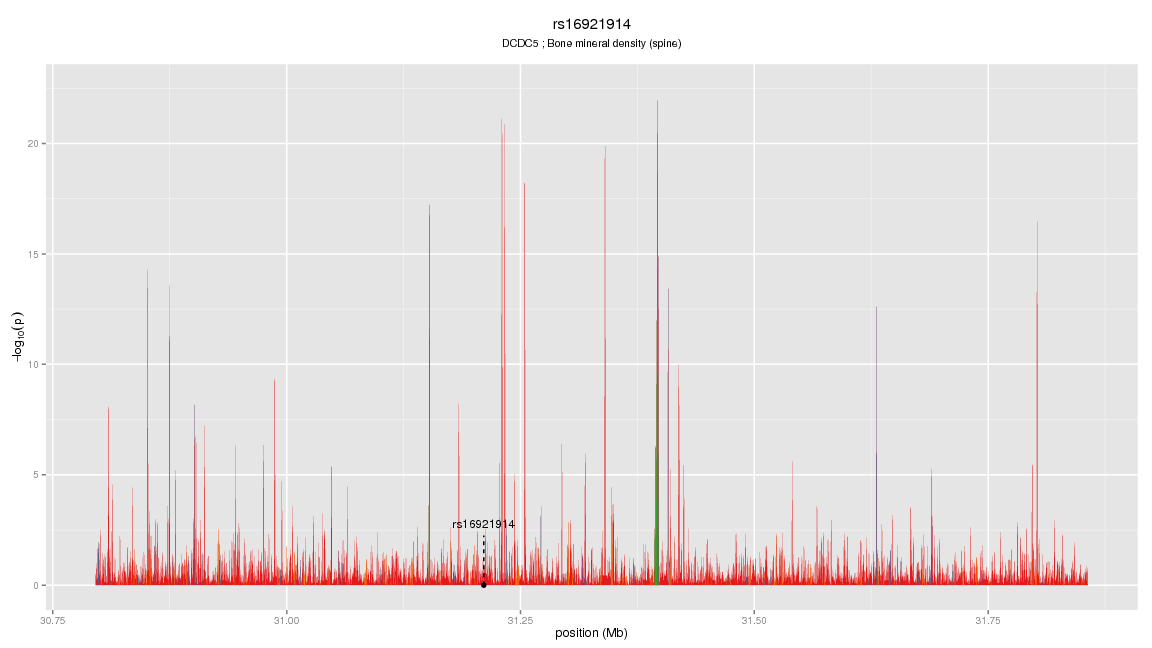 rs16921914
DCDC5 ; Bone mineral density (spine)
−log10(p)
20
15
10
5
0
rs16921914
30.75 31.00 31.25 31.50 31.75
position (Mb)